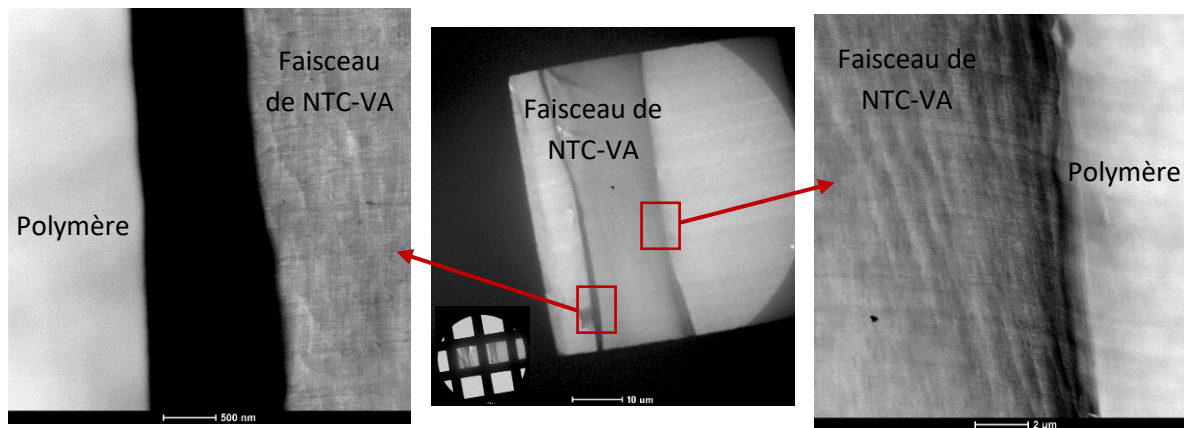 Faisceau
de NTC-VA
Polymère
500 nm
Faisceau de
NTC-VA
10 um
Faisceau de
NTC-VA
Polymère
2 µm